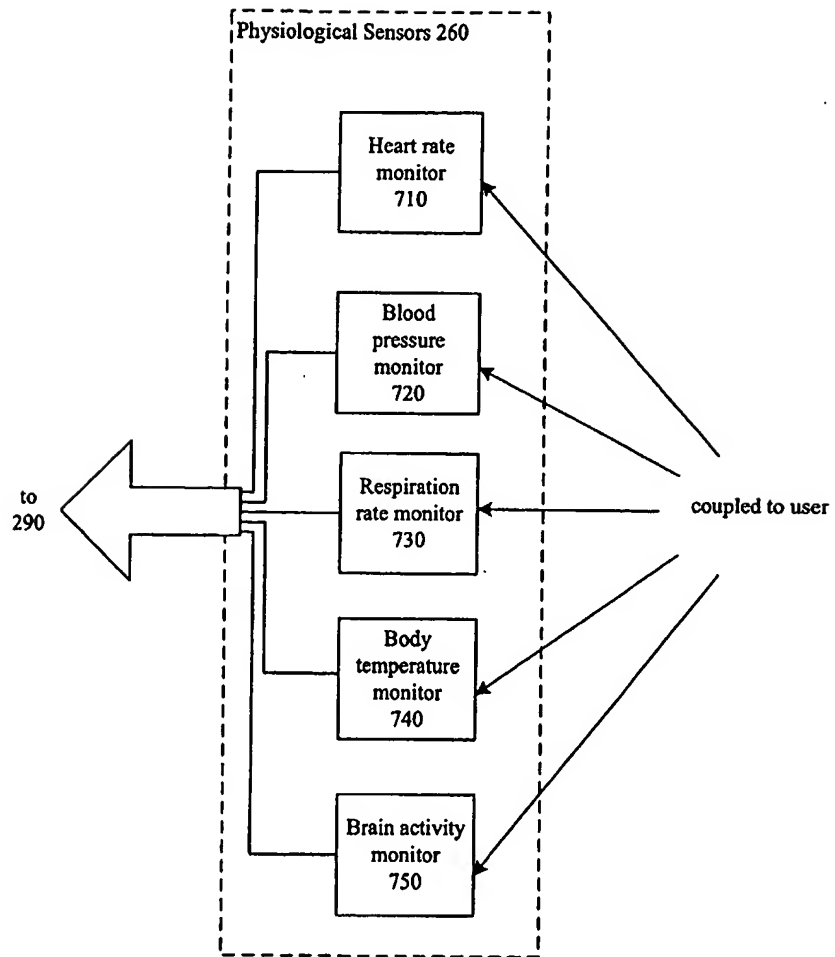 Physiological Sensors 260
Heart rate
monitor
710
Blood
pressure
monitor
720
to
290
Respiration
rate monitor
730
coupled to user
Body
temperature
monitor
740
Brain activity
monitor
750